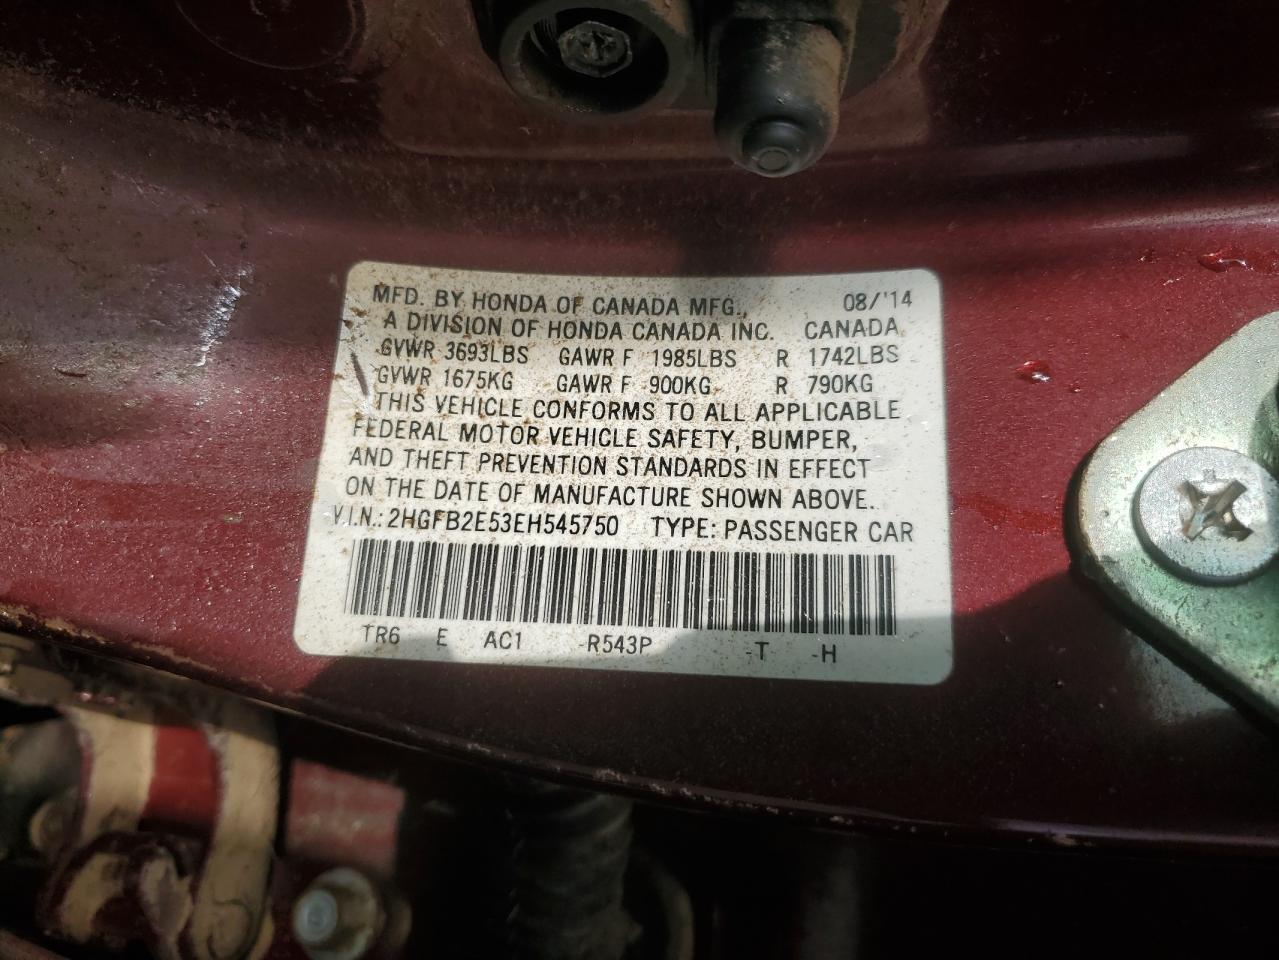 MFD. BY HONDA OF CANADA MFG., 08/'14
A DIVISION OF HONDA CANADA INC. CANADA
GVWR 3693LBS GAWR F 1985LBS R 1742LBS
GVWR 1675KG GAWR F 900KG R 790KG
THIS VEHICLE CONFORMS TO ALL APPLICABLE
FEDERAL MOTOR VEHICLE SAFETY, BUMPER,
AND THEFT PREVENTION STANDARDS IN EFFECT
ON THE DATE OF MANUFACTURE SHOWN ABOVE.
V.I.N.: 2HGFB2E53EH545750 TYPE: PASSENGER CAR
TR6 E AC1 -R543P -T -H